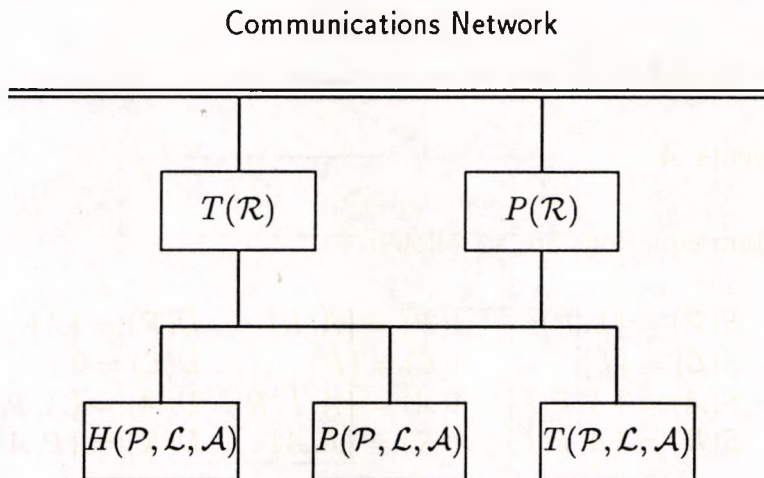 Communications Network
T(ℛ) P(ℛ)
H(𝒫, ℒ, 𝒜) P(𝒫, ℒ, 𝒜) T(𝒫, ℒ, 𝒜)